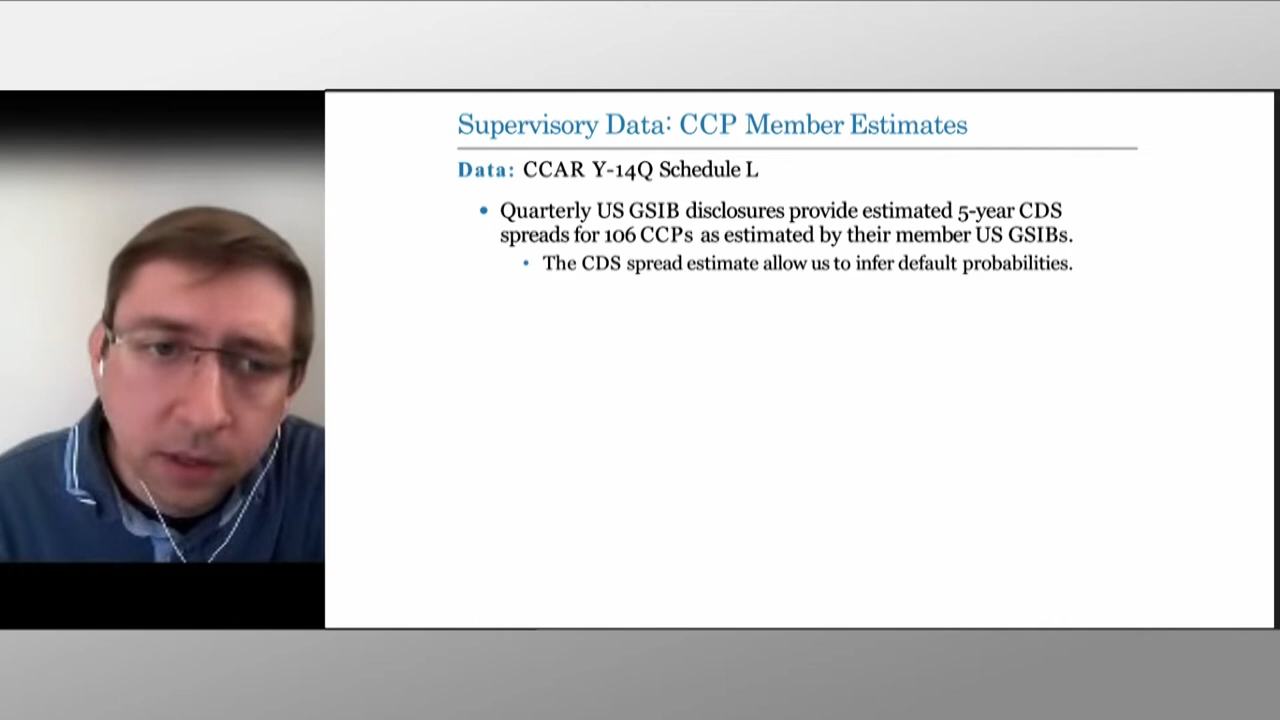 Supervisory Data: CCP Member Estimates
Data: CCAR Y-14Q Schedule L
• Quarterly US GSIB disclosures provide estimated 5-year CDS
spreads for 106 CCPs as estimated by their member US GSIBs.
• The CDS spread estimate allow us to infer default probabilities.